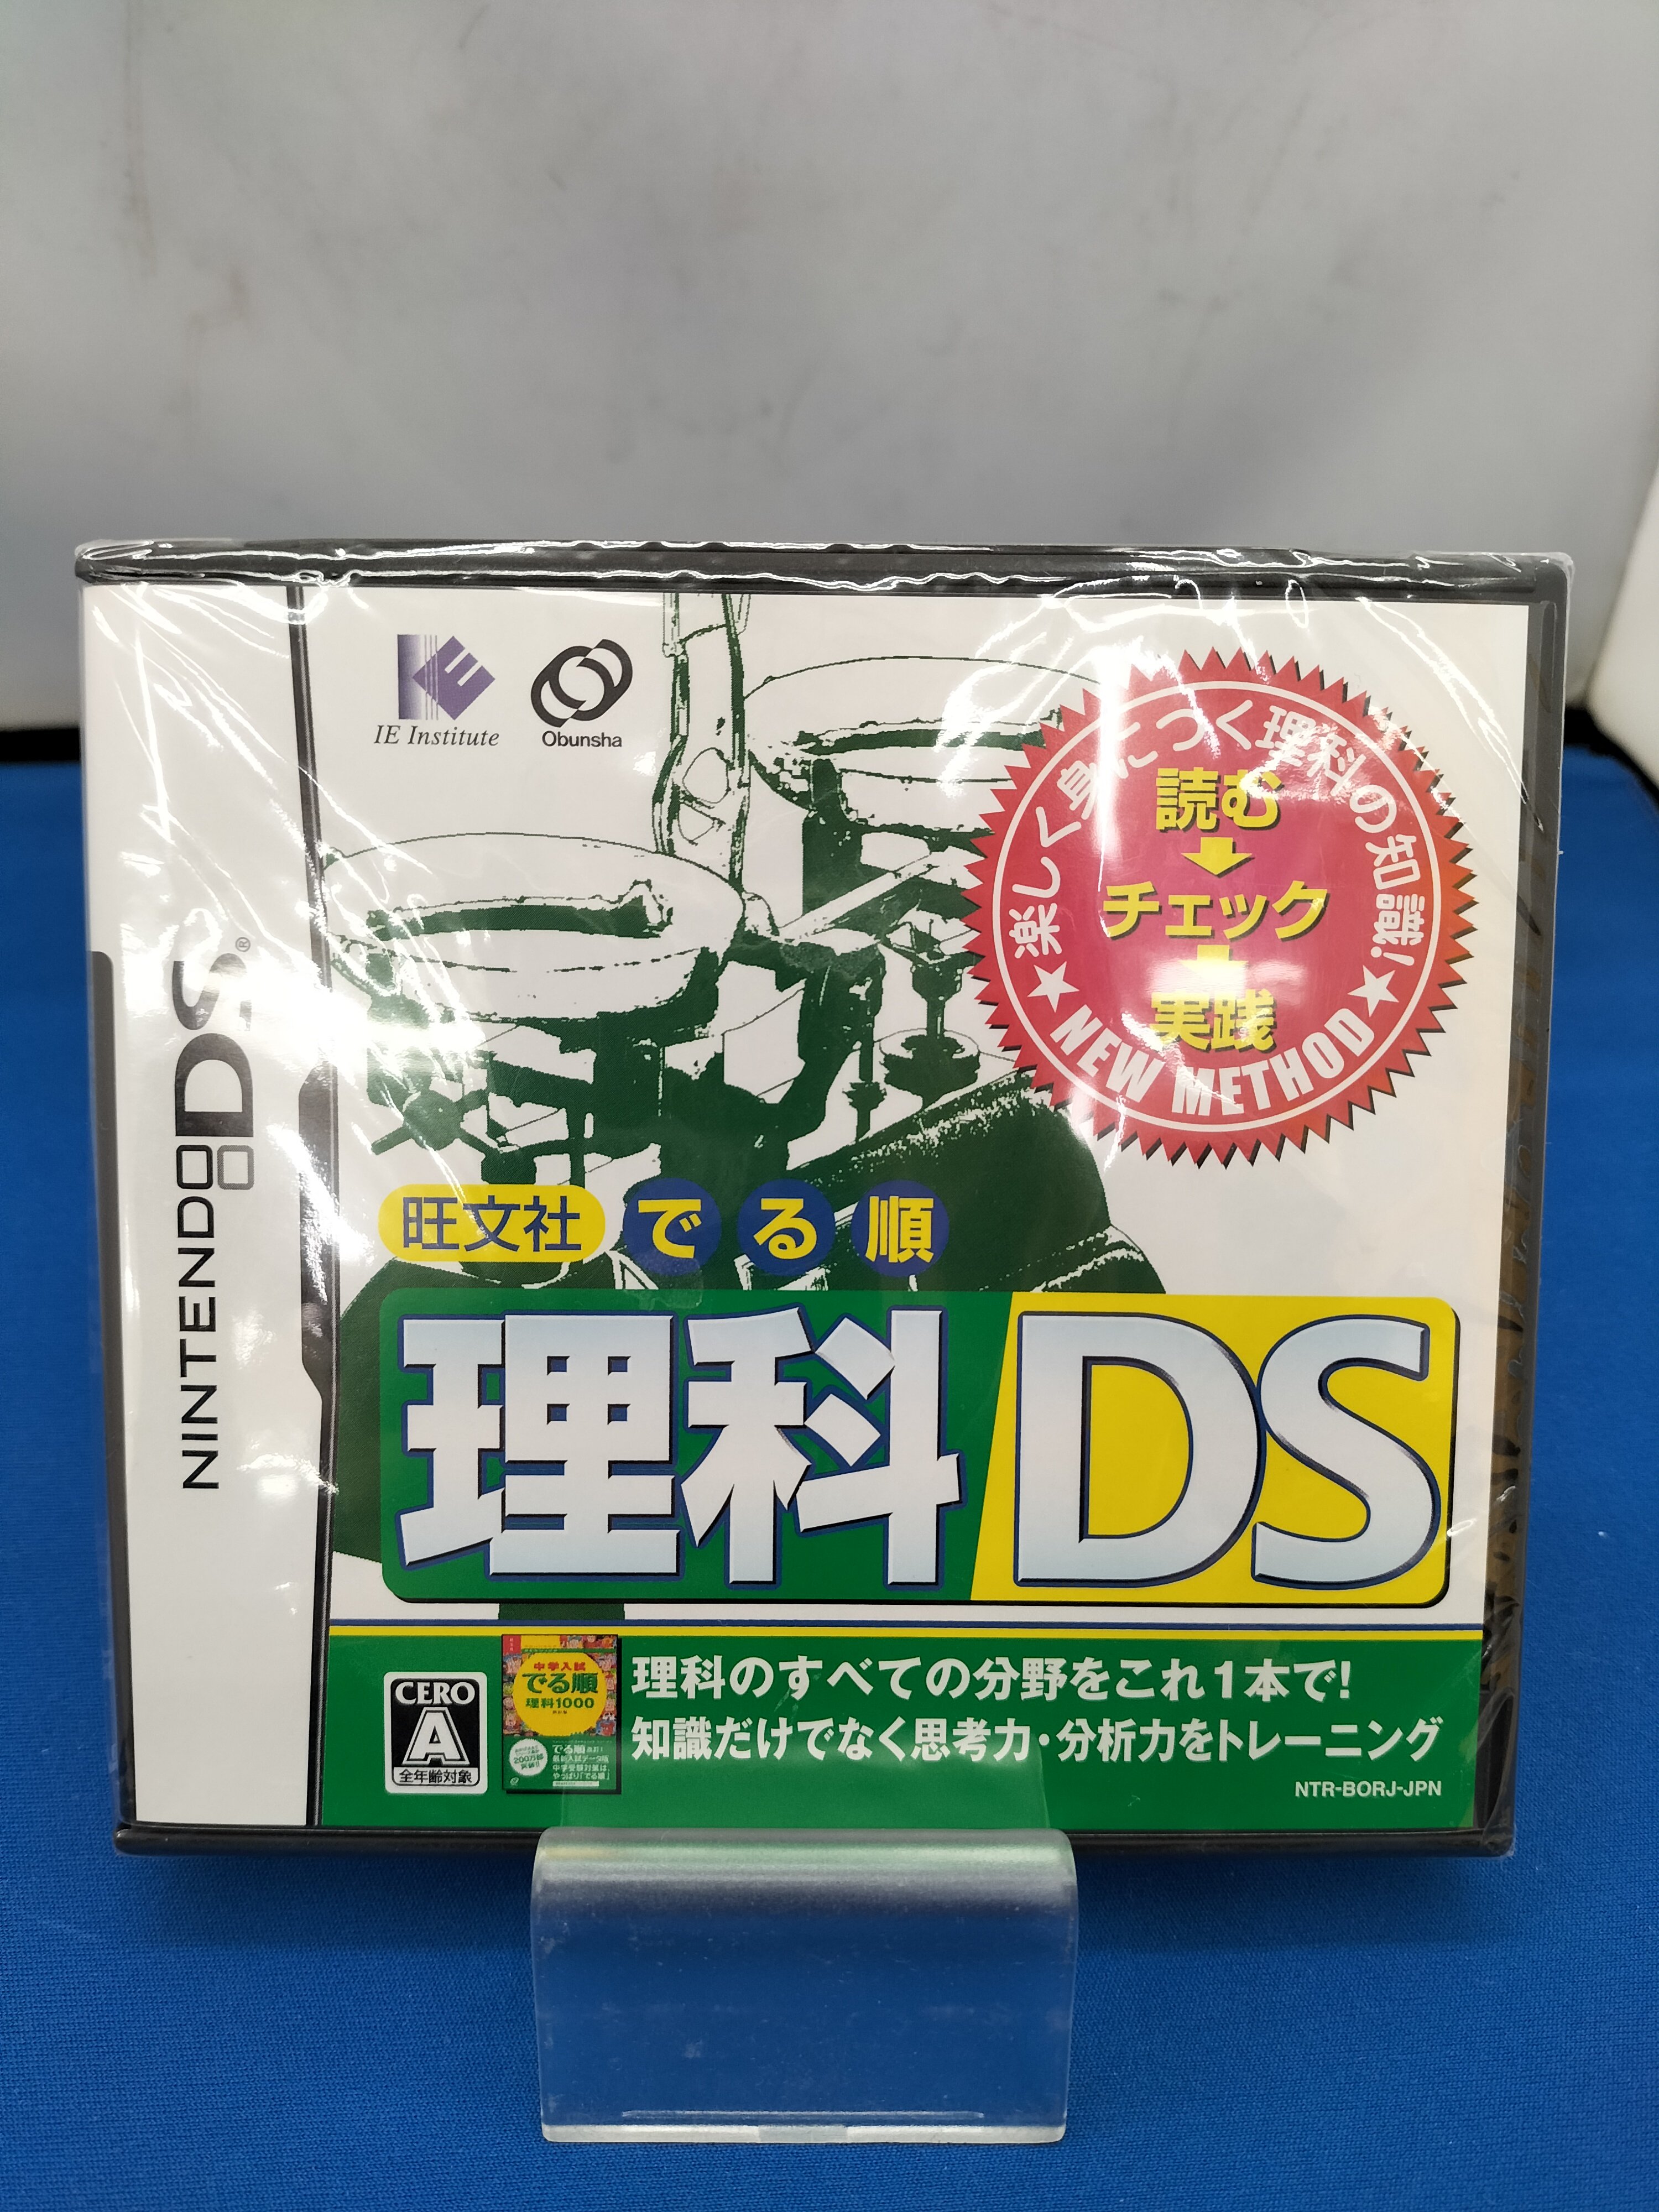 IE Institute
Obunsha
楽しく身につく理科の知識!
読む
チェック
実践
★NEW METHOD★
NINTENDO DS®
旺文社 でる順
理科DS
CERO
A
全年齢対象
中学入試
でる順
理科1000
理科のすべての分野をこれ1本で!
知識だけでなく思考力・分析力をトレーニング
NTR-BORJ-JPN